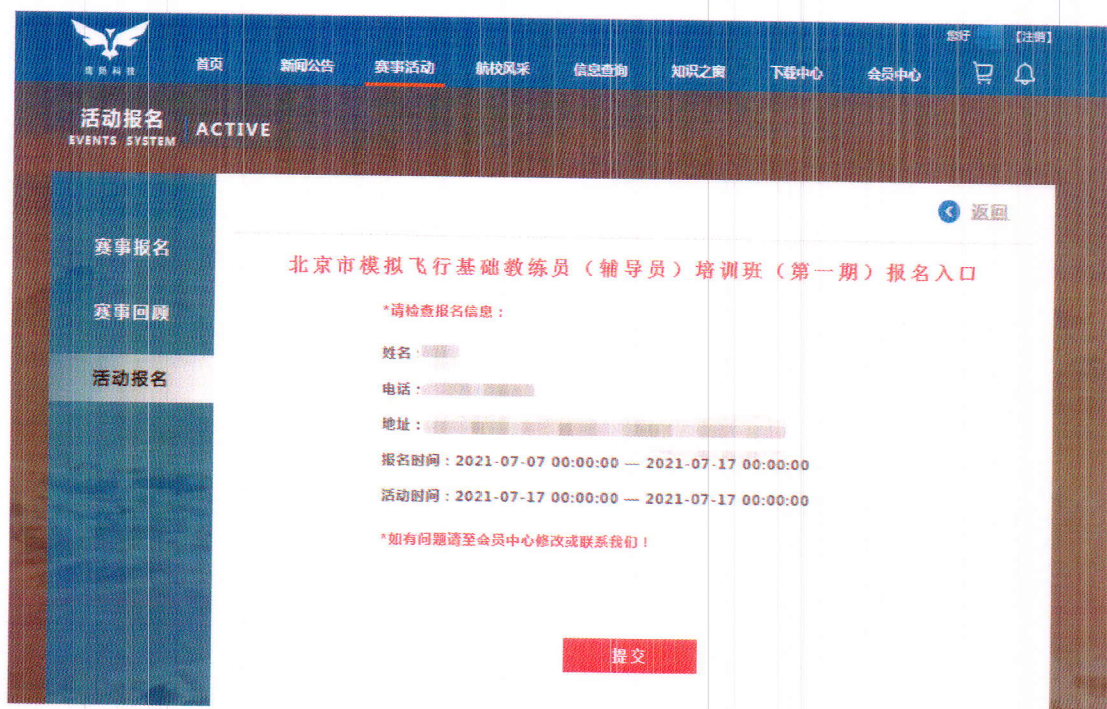 您好 【注销】
首页 新闻公告 赛事活动 航校风采 信息查询 知识之窗 下载中心 会员中心
活动报名 ACTIVE
EVENTS SYSTEM
返回
赛事报名
赛事回顾
活动报名
北京市模拟飞行基础教练员（辅导员）培训班（第一期）报名入口
*请检查报名信息：
姓名：
电话：
地址：
报名时间：2021-07-07 00:00:00 — 2021-07-17 00:00:00
活动时间：2021-07-17 00:00:00 — 2021-07-17 00:00:00
*如有问题请至会员中心修改或联系我们！
提交